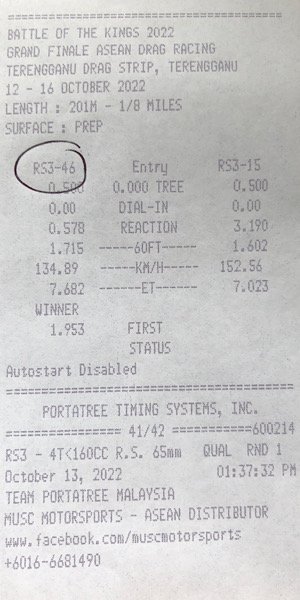 ========================================
BATTLE OF THE KINGS 2022
GRAND FINALE ASEAN DRAG RACING
TERENGGANU DRAG STRIP, TERENGGANU
12 - 16 OCTOBER 2022
LENGTH : 201M - 1/8 MILES
SURFACE : PREP
RS3-46 Entry RS3-15
0.500 0.000 TREE 0.500
0.00 DIAL-IN 0.00
0.578 REACTION 3.190
1.715 ------60FT------ 1.602
134.89 -----KM/H----- 152.56
7.682 ------ET------ 7.023
WINNER
1.953 FIRST
STATUS
Autostart Disabled
========================================
PORTATREE TIMING SYSTEMS, INC.
=============== 41/42 ===========600214
RS3 - 4T<160CC R.S. 65mm QUAL RND 1
October 13, 2022 01:37:32 PM
TEAM PORTATREE MALAYSIA
MUSC MOTORSPORTS - ASEAN DISTRIBUTOR
www.facebook.com/muscmotorsports
+6016-6681490